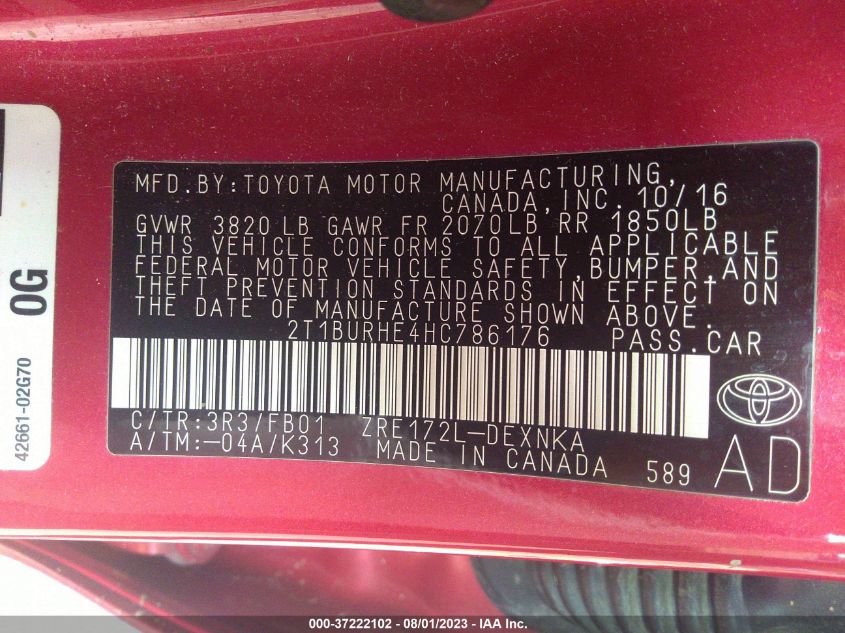 MFD.BY:TOYOTA MOTOR MANUFACTURING,
CANADA,INC. 10/16
GVWR 3820 LB GAWR FR 2070LB RR 1850LB
THIS VEHICLE CONFORMS TO ALL APPLICABLE
FEDERAL MOTOR VEHICLE SAFETY,BUMPER,AND
THEFT PREVENTION STANDARDS IN EFFECT ON
THE DATE OF MANUFACTURE SHOWN ABOVE.
2T1BURHE4HC786176 PASS.CAR
C/TR:3R3/FB01 ZRE172L-DEXNKA
A/TM:-04A/K313 MADE IN CANADA 589
AD
0G
42661-02G70
000-37222102 - 08/01/2023 - IAA Inc.